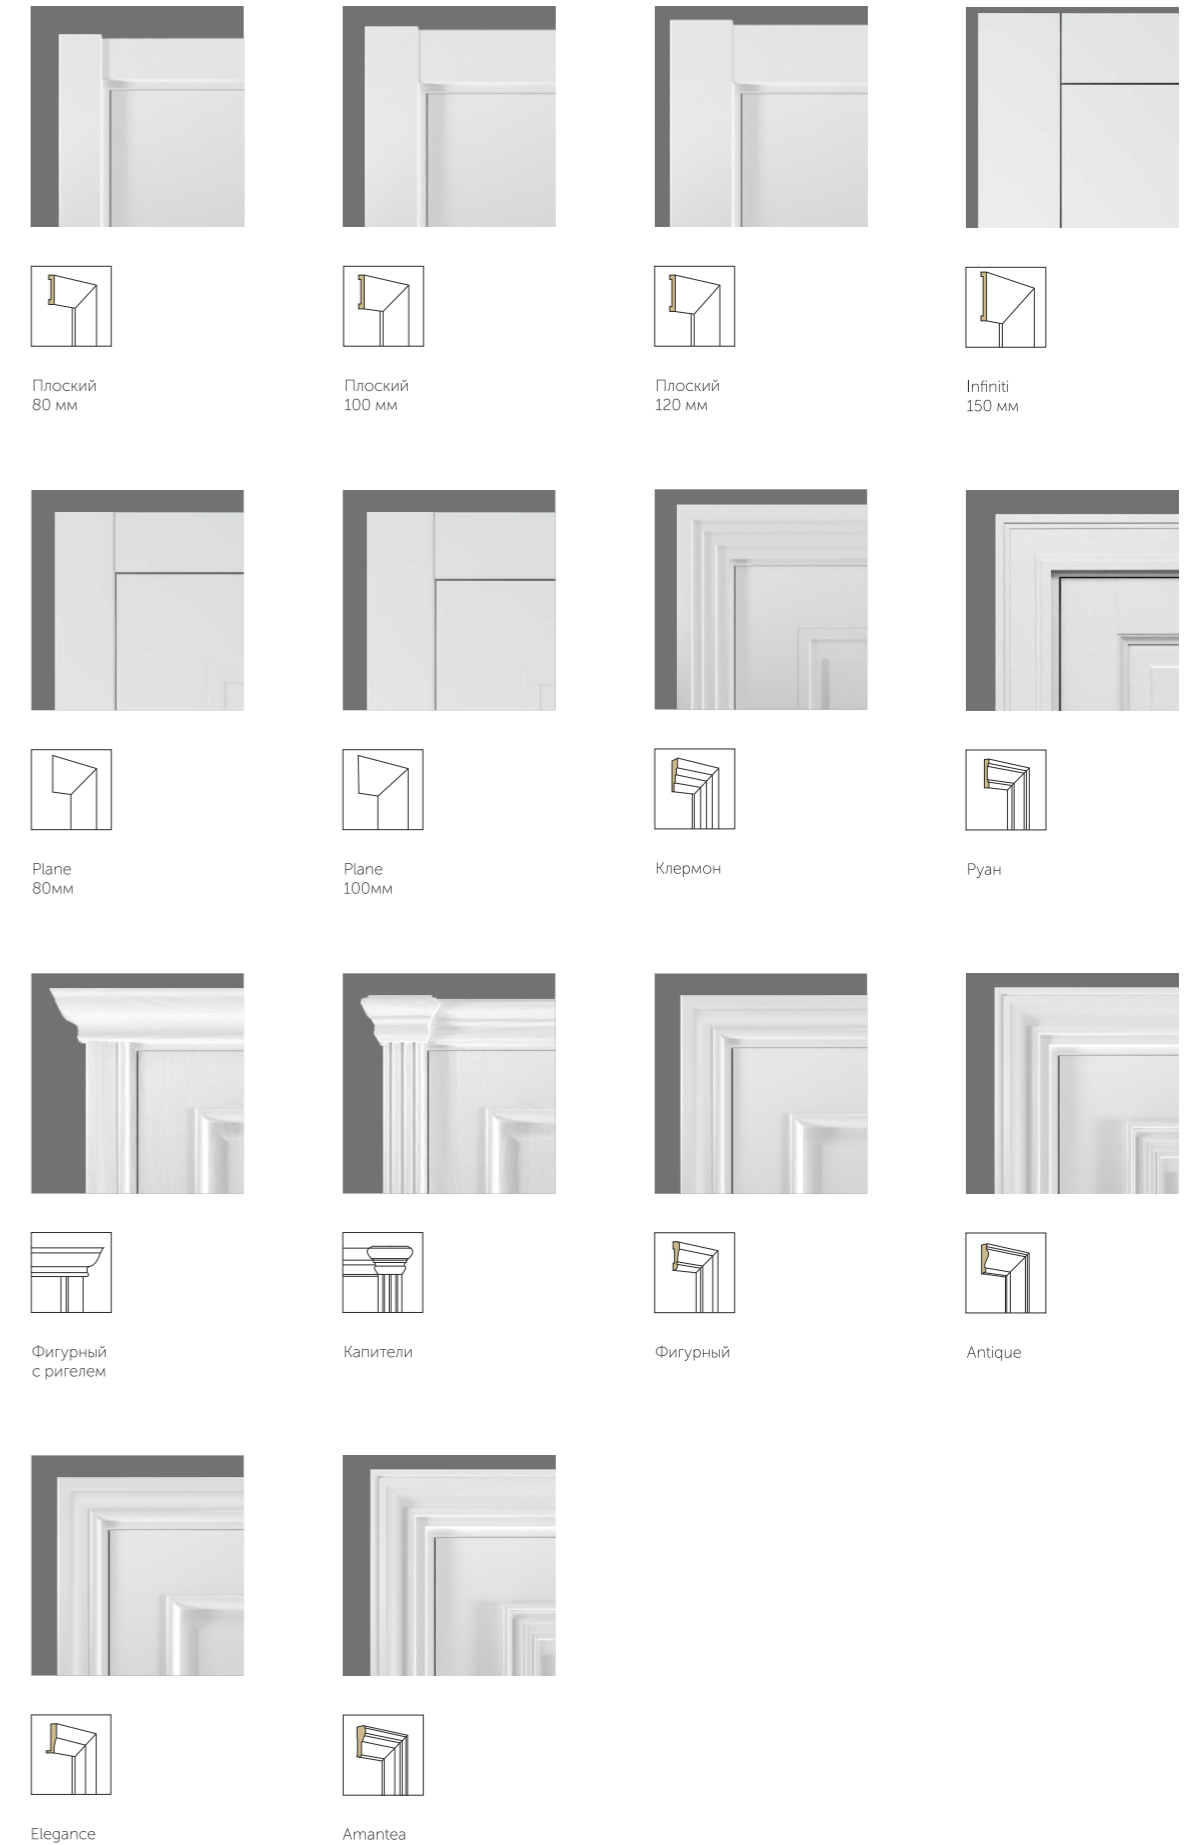 Плоский
80 мм
Плоский
100 мм
Плоский
120 мм
Infiniti
150 мм
Plane
80мм
Plane
100мм
Клермон
Руан
Фигурный
с ригелем
Капители
Фигурный
Antique
Elegance
Amantea